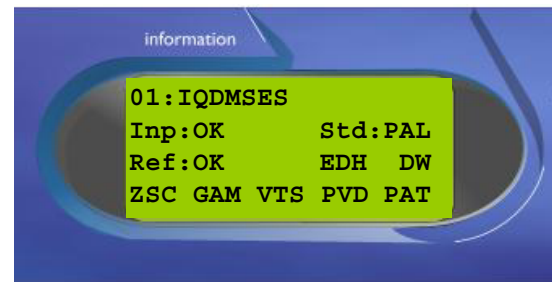 information
01:IQDMSES
Inp:OK Std:PAL
Ref:OK EDH DW
ZSC GAM VTS PVD PAT